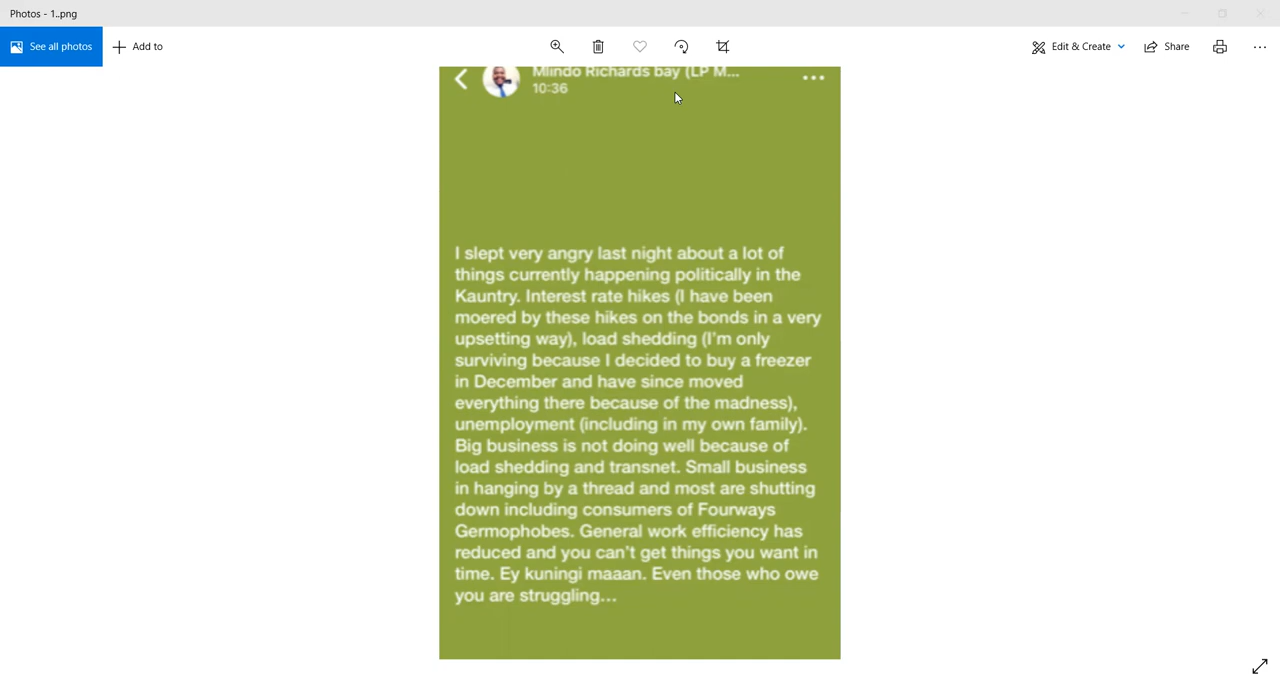 Photos - 1..png
See all photos
Add to
Edit & Create
Share
Mlindo Richards bay (LP M...
10:36
I slept very angry last night about a lot of
things currently happening politically in the
Kauntry. Interest rate hikes (I have been
moered by these hikes on the bonds in a very
upsetting way), load shedding (I'm only
surviving because I decided to buy a freezer
in December and have since moved
everything there because of the madness),
unemployment (including in my own family).
Big business is not doing well because of
load shedding and transnet. Small business
in hanging by a thread and most are shutting
down including consumers of Fourways
Germophobes. General work efficiency has
reduced and you can't get things you want in
time. Ey kuningi maaan. Even those who owe
you are struggling...